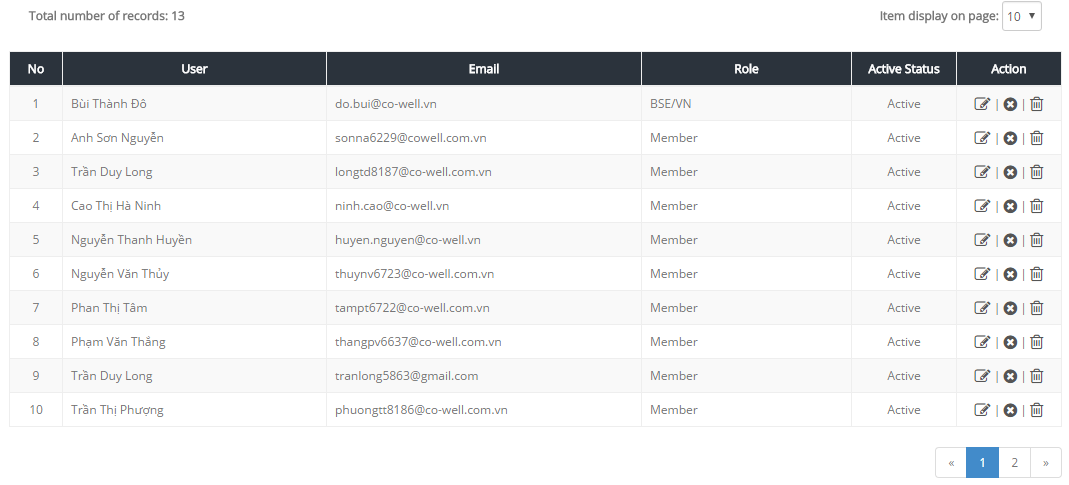 Total number of records: 13 Item display on page: 10
No User Email Role Active Status Action
1 Bùi Thành Đô do.bui@co-well.vn BSE/VN Active | |
2 Anh Sơn Nguyễn sonna6229@cowell.com.vn Member Active | |
3 Trần Duy Long longtd8187@co-well.com.vn Member Active | |
4 Cao Thị Hà Ninh ninh.cao@co-well.vn Member Active | |
5 Nguyễn Thanh Huyền huyen.nguyen@co-well.vn Member Active | |
6 Nguyễn Văn Thủy thuynv6723@co-well.com.vn Member Active | |
7 Phan Thị Tâm tampt6722@co-well.com.vn Member Active | |
8 Phạm Văn Thắng thangpv6637@co-well.com.vn Member Active | |
9 Trần Duy Long tranlong5863@gmail.com Member Active | |
10 Trần Thị Phượng phuongtt8186@co-well.com.vn Member Active | |
« 1 2 »